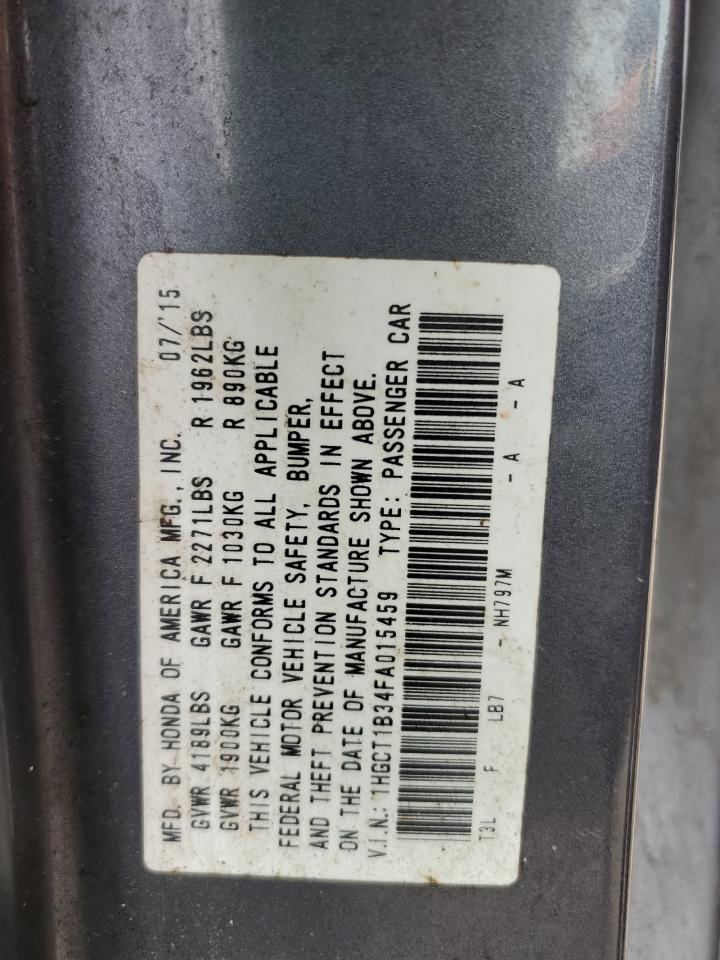 MFD. BY HONDA OF AMERICA MFG., INC. 07/'15
GVWR 4189LBS GAWR F 2271LBS R 1962LBS
GVWR 1900KG GAWR F 1030KG R 890KG
THIS VEHICLE CONFORMS TO ALL APPLICABLE
FEDERAL MOTOR VEHICLE SAFETY, BUMPER,
AND THEFT PREVENTION STANDARDS IN EFFECT
ON THE DATE OF MANUFACTURE SHOWN ABOVE.
V.I.N.: 1HGCT1B34FA015459 TYPE: PASSENGER CAR
T3L F LB7 - NH797M - A - A